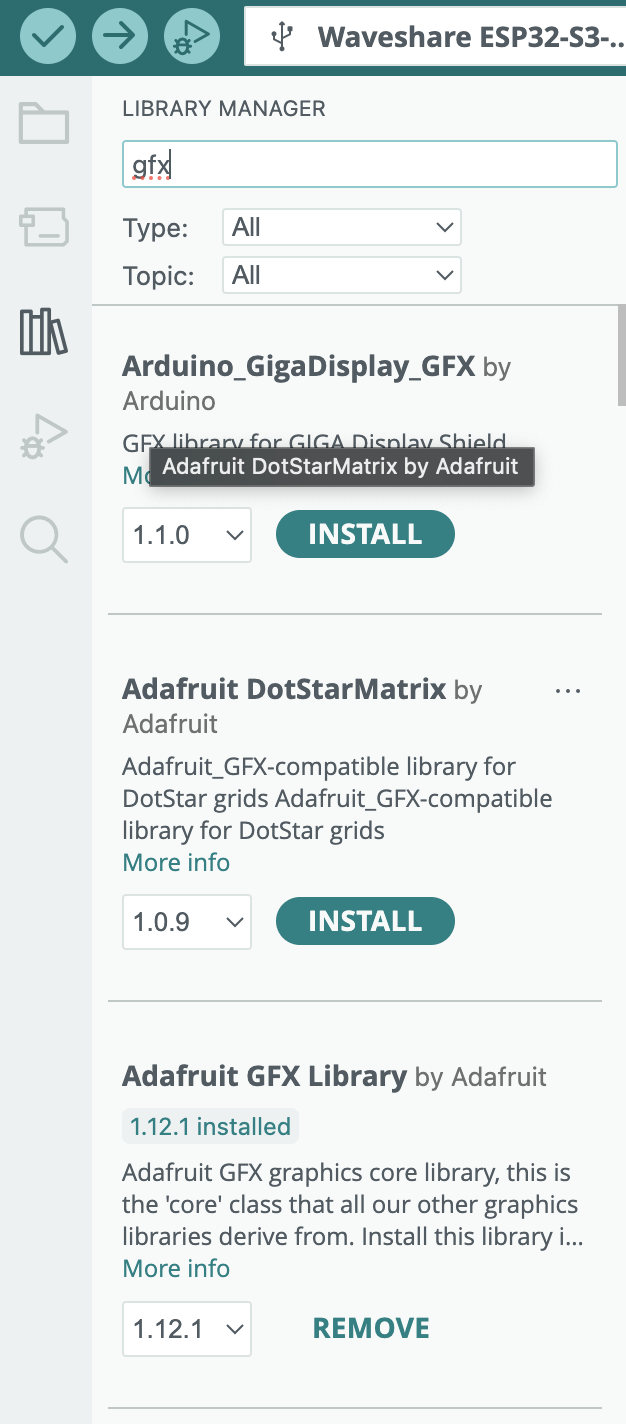 Waveshare ESP32-S3-...
LIBRARY MANAGER
gfx
Type: All
Topic: All
Arduino_GigaDisplay_GFX by
Arduino
GFX library for GIGA Display Shield
Adafruit DotStarMatrix by Adafruit
1.1.0 INSTALL
Adafruit DotStarMatrix by ...
Adafruit
Adafruit_GFX-compatible library for
DotStar grids Adafruit_GFX-compatible
library for DotStar grids
More info
1.0.9 INSTALL
Adafruit GFX Library by Adafruit
1.12.1 installed
Adafruit GFX graphics core library, this is
the 'core' class that all our other graphics
libraries derive from. Install this library i...
More info
1.12.1 REMOVE